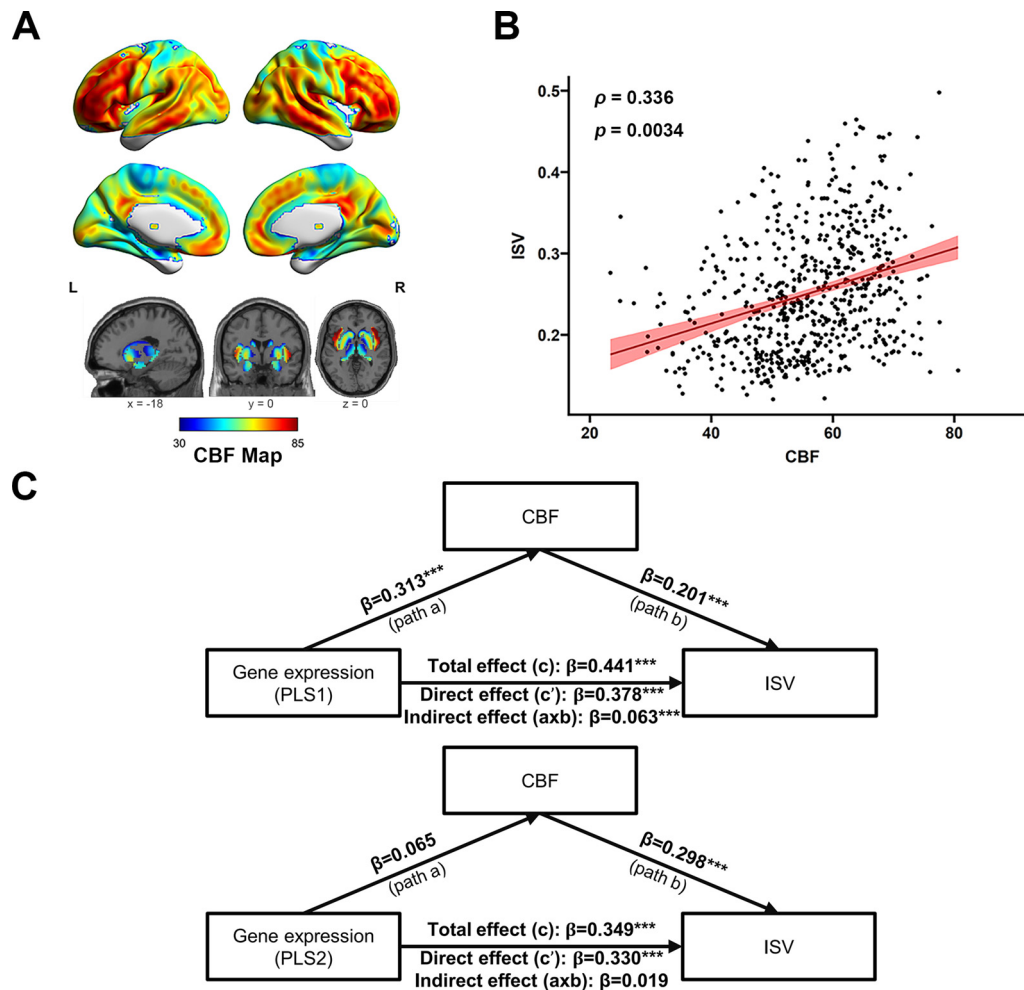 A
L
R
x = -18
y = 0
z = 0
30
85
CBF Map
B
ρ = 0.336
p = 0.0034
0.5
0.4
0.3
0.2
ISV
20
40
60
80
CBF
C
CBF
β=0.313***
(path a)
β=0.201***
(path b)
Gene expression
(PLS1)
Total effect (c): β=0.441***
Direct effect (c'): β=0.378***
Indirect effect (axb): β=0.063***
ISV
CBF
β=0.065
(path a)
β=0.298***
(path b)
Gene expression
(PLS2)
Total effect (c): β=0.349***
Direct effect (c'): β=0.330***
Indirect effect (axb): β=0.019
ISV